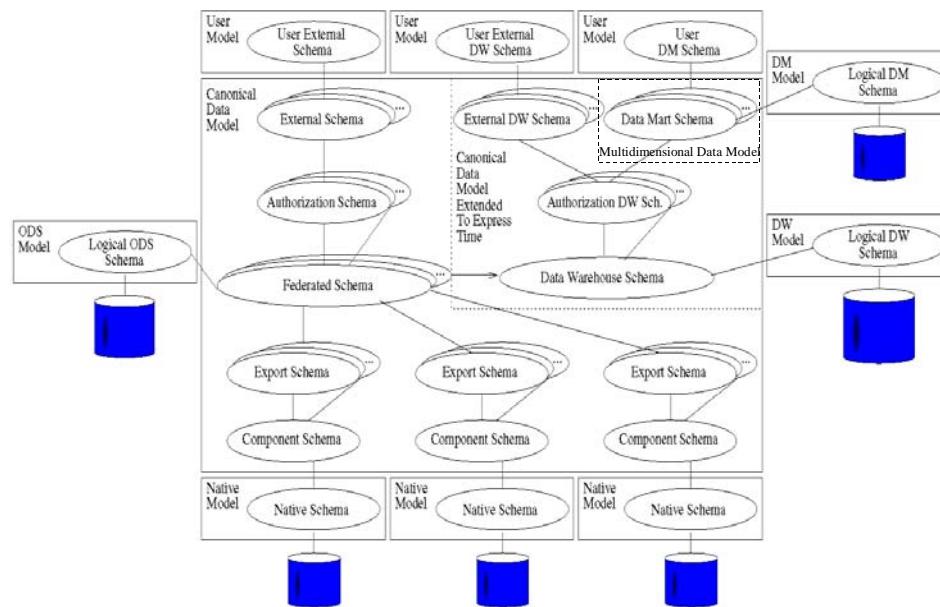 User
Model
User External
Schema
User
Model
User External
DW Schema
User
Model
User
DM Schema
DM
Model
Logical DM
Schema
Canonical
Data
Model
External Schema
...
External DW Schema
...
Data Mart Schema
...
Multidimensional Data Model
Canonical
Data
Model
Extended
To Express
Time
Authorization Schema
...
Authorization DW Sch.
...
ODS
Model
Logical ODS
Schema
DW
Model
Logical DW
Schema
Federated Schema
...
Data Warehouse Schema
Export Schema
...
Export Schema
...
Export Schema
...
Component Schema
Component Schema
Component Schema
Native
Model
Native Schema
Native
Model
Native Schema
Native
Model
Native Schema